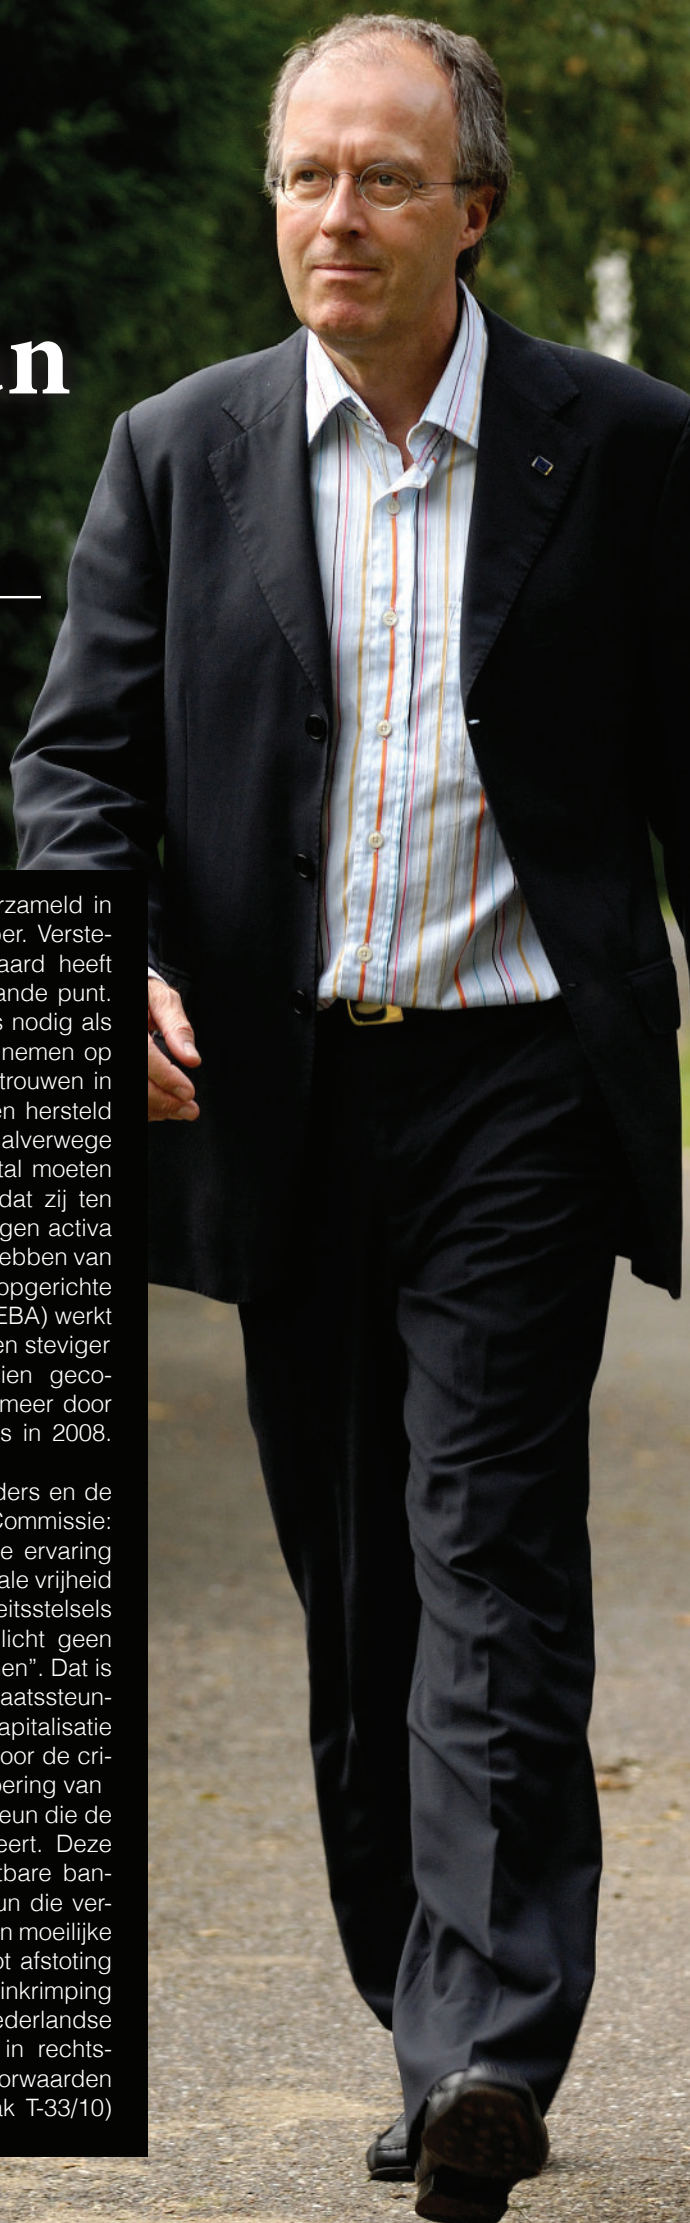 an
rzameld in
er. Verste-
aard heeft
ande punt.
s nodig als
nemen op
trouwen in
en hersteld
alverwege
tal moeten
dat zij ten
gen activa
ebben van
opgerichte
EBA) werkt
en steviger
ien geco-
meer door
s in 2008.
ders en de
Commissie:
e ervaring
ale vrijheid
eitsstelsels
licht geen
en”. Dat is
aatssteun-
apitalisatie
oor de cri-
ering van
eun die de
eert. Deze
tbare ban-
un die ver-
n moeilijke
ot afstoting
inkrimping
ederlandse
in rechts-
orwaarden
ak T-33/10)